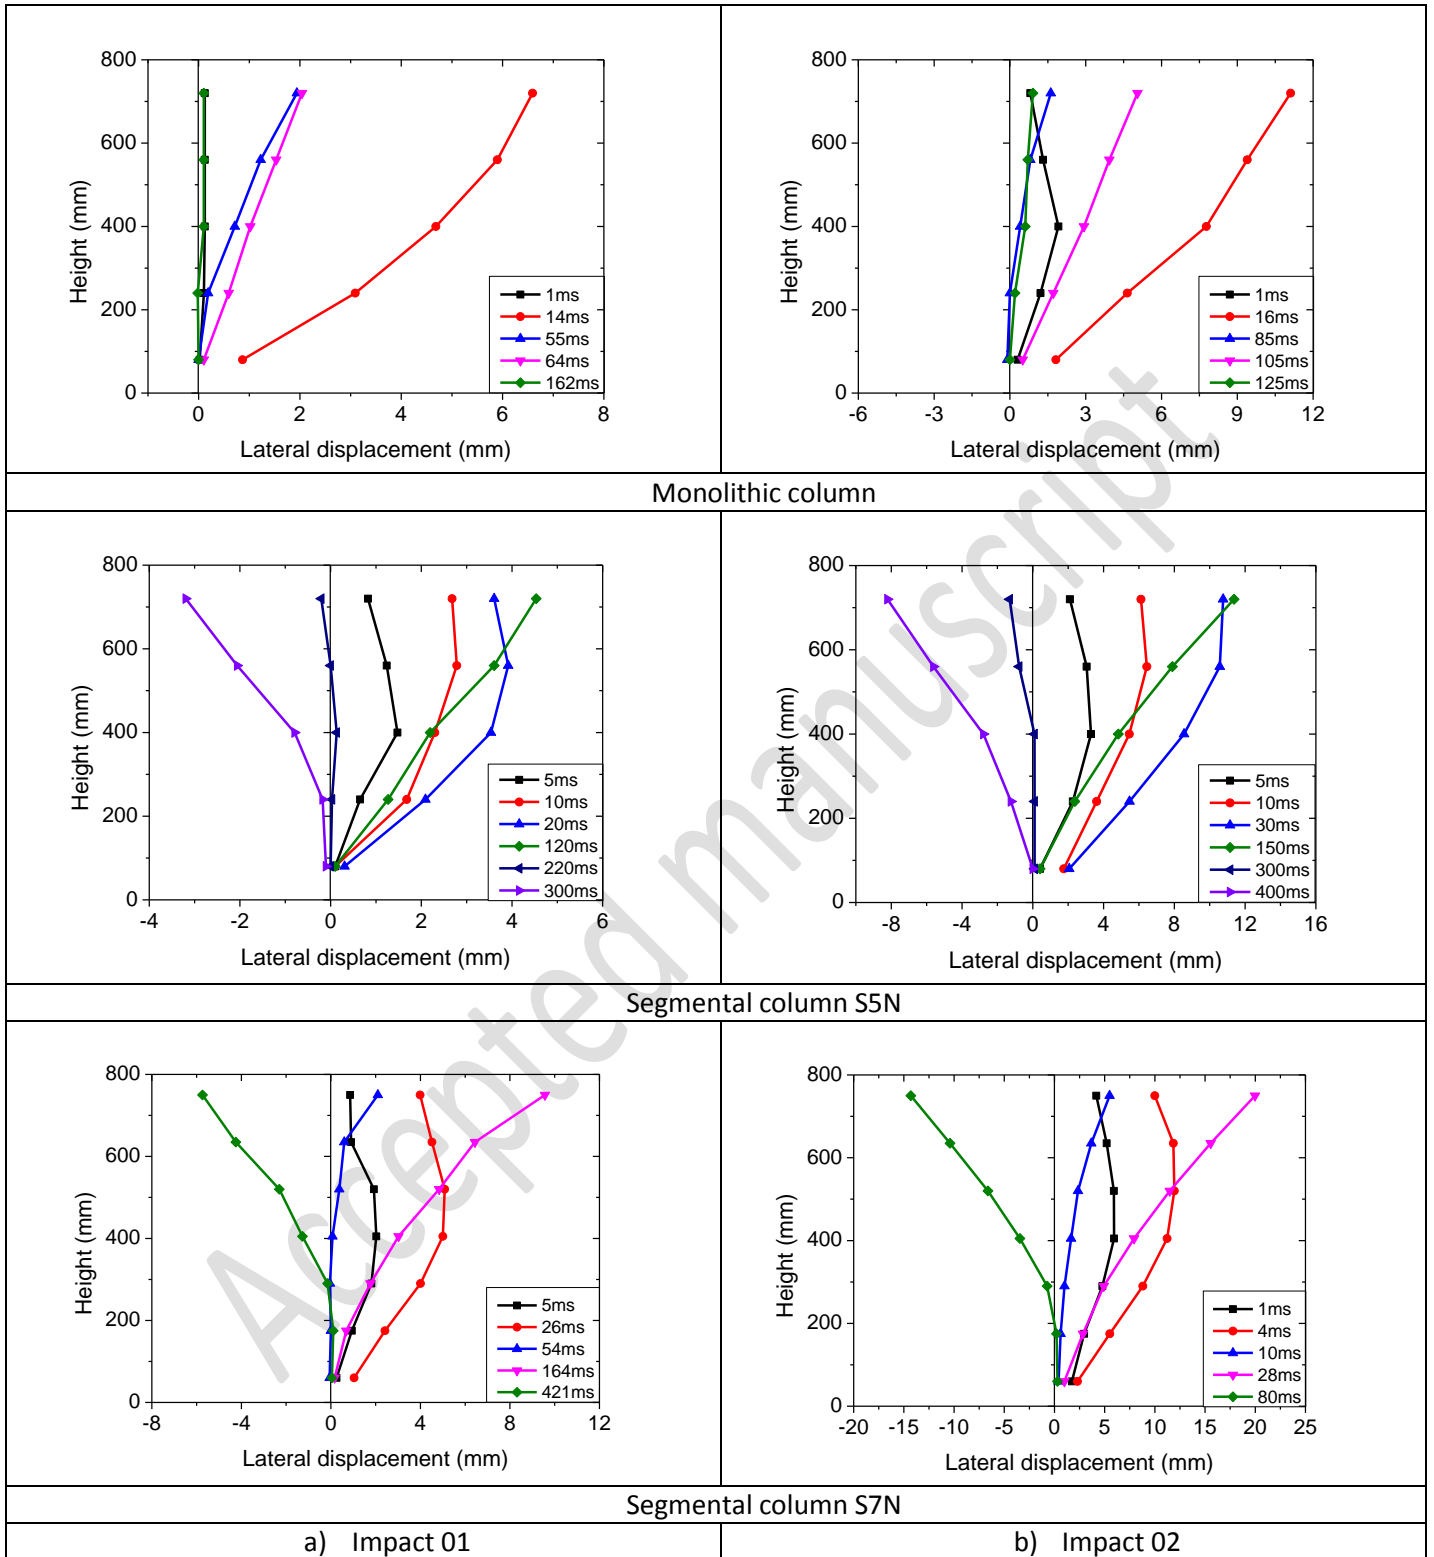 800
600
400
200
0
Height (mm)
0 2 4 6 8
Lateral displacement (mm)
1ms
14ms
55ms
64ms
162ms
800
600
400
200
0
Height (mm)
-6 -3 0 3 6 9 12
Lateral displacement (mm)
1ms
16ms
85ms
105ms
125ms
Monolithic column
800
600
400
200
0
Height (mm)
-4 -2 0 2 4 6
Lateral displacement (mm)
5ms
10ms
20ms
120ms
220ms
300ms
800
600
400
200
0
Height (mm)
-8 -4 0 4 8 12 16
Lateral displacement (mm)
5ms
10ms
30ms
150ms
300ms
400ms
Segmental column S5N
800
600
400
200
0
Height (mm)
-8 -4 0 4 8 12
Lateral displacement (mm)
5ms
26ms
54ms
164ms
421ms
800
600
400
200
0
Height (mm)
-20 -15 -10 -5 0 5 10 15 20 25
Lateral displacement (mm)
1ms
4ms
10ms
28ms
80ms
Segmental column S7N
a) Impact 01
b) Impact 02
Accepted manuscript